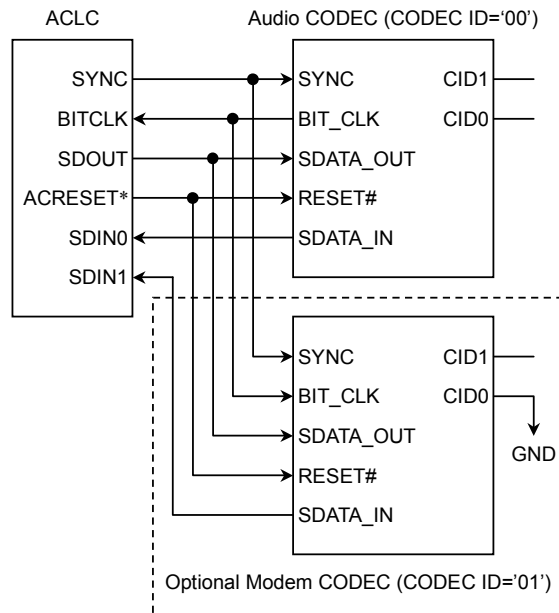 ACLC
Audio CODEC (CODEC ID=‘00’)
SYNC
BITCLK
SDOUT
ACRESET*
SDIN0
SDIN1
SYNC
BIT_CLK
SDATA_OUT
RESET#
SDATA_IN
CID1
CID0
SYNC
BIT_CLK
SDATA_OUT
RESET#
SDATA_IN
CID1
CID0
GND
Optional Modem CODEC (CODEC ID=’01’)